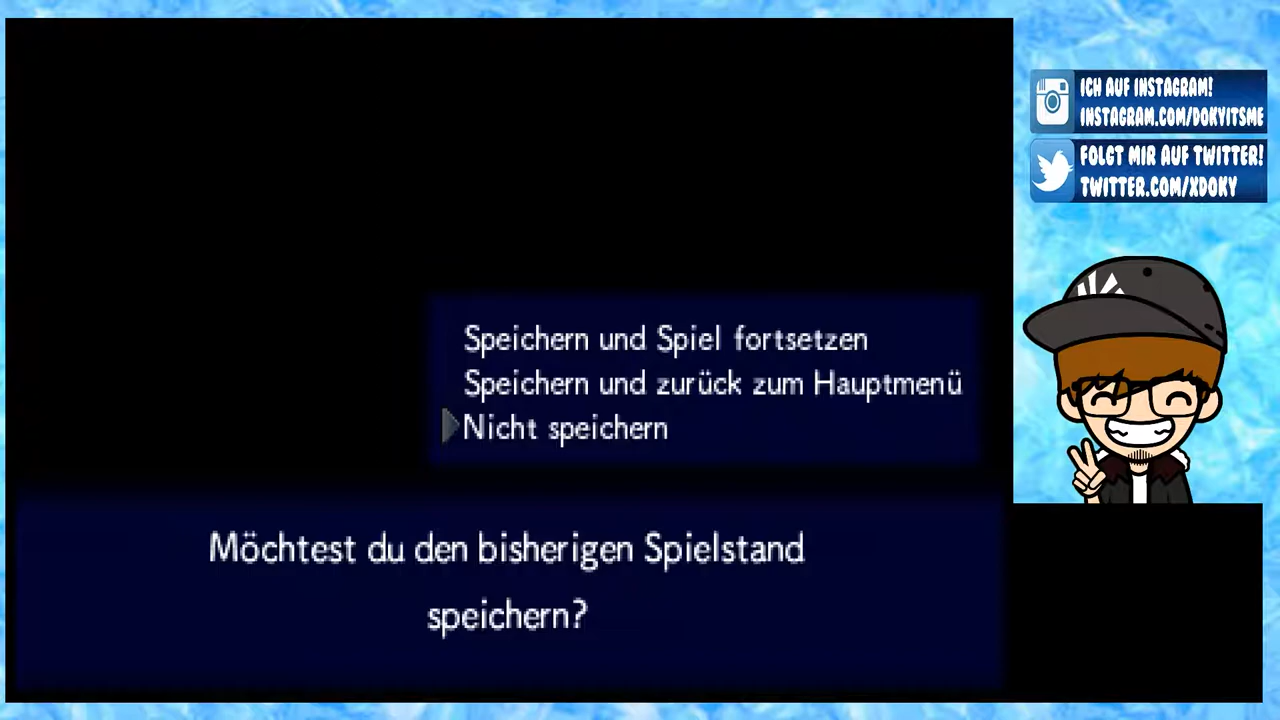 ICH AUF INSTAGRAM!
INSTAGRAM.COM/DOKYITSME
FOLGT MIR AUF TWITTER!
TWITTER.COM/XDOKY
Speichern und Spiel fortsetzen
Speichern und zurück zum Hauptmenü
Nicht speichern
Möchtest du den bisherigen Spielstand
speichern?